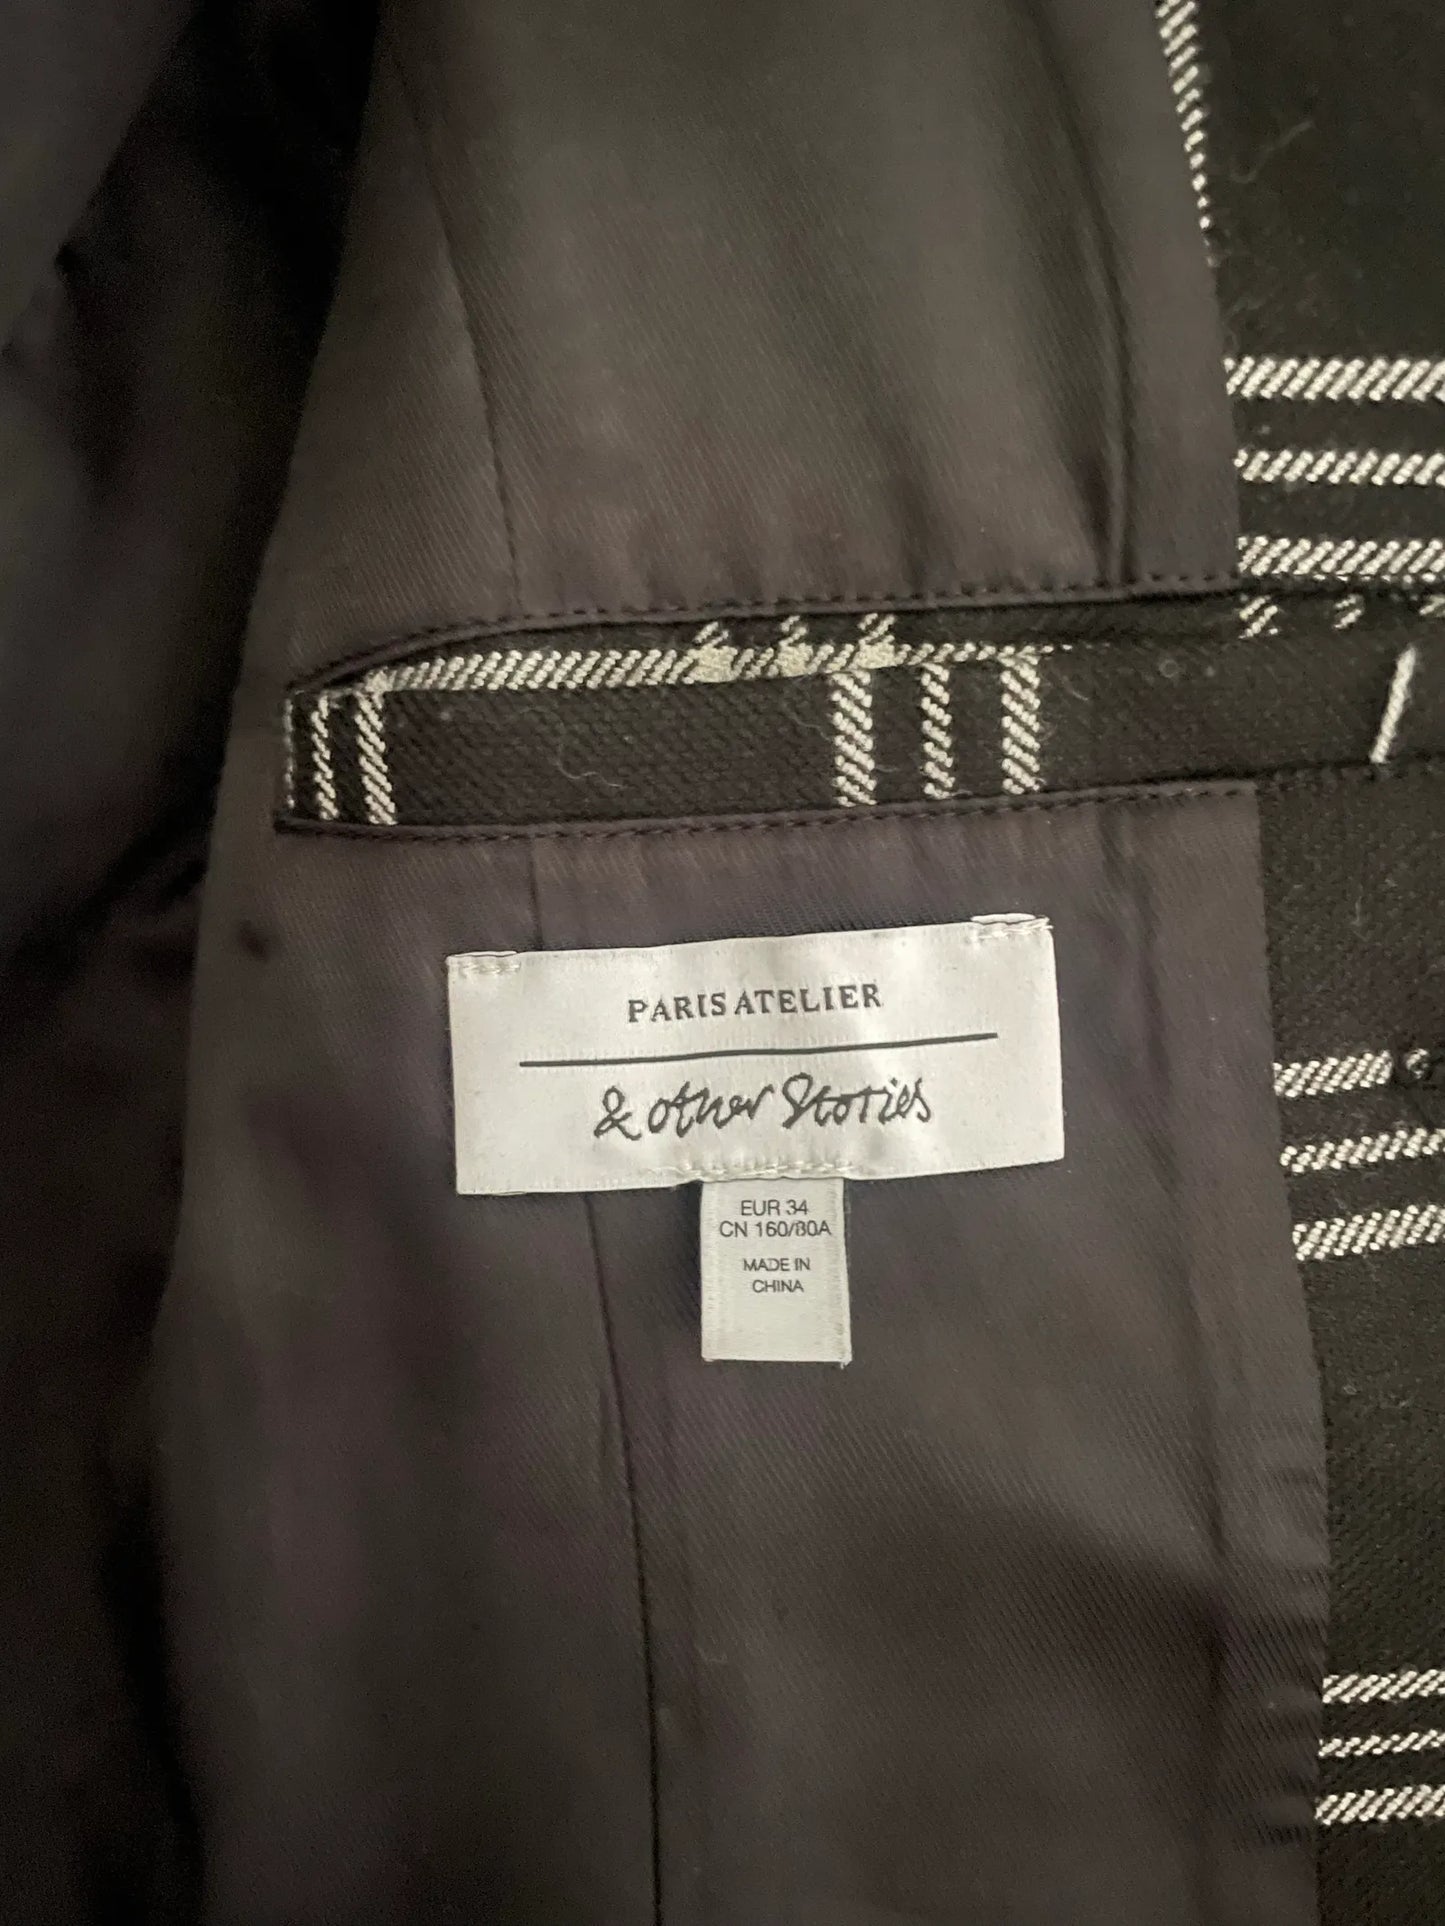 PARIS ATELIER
& other Stories
EUR 34
CN 160/80A
MADE IN
CHINA